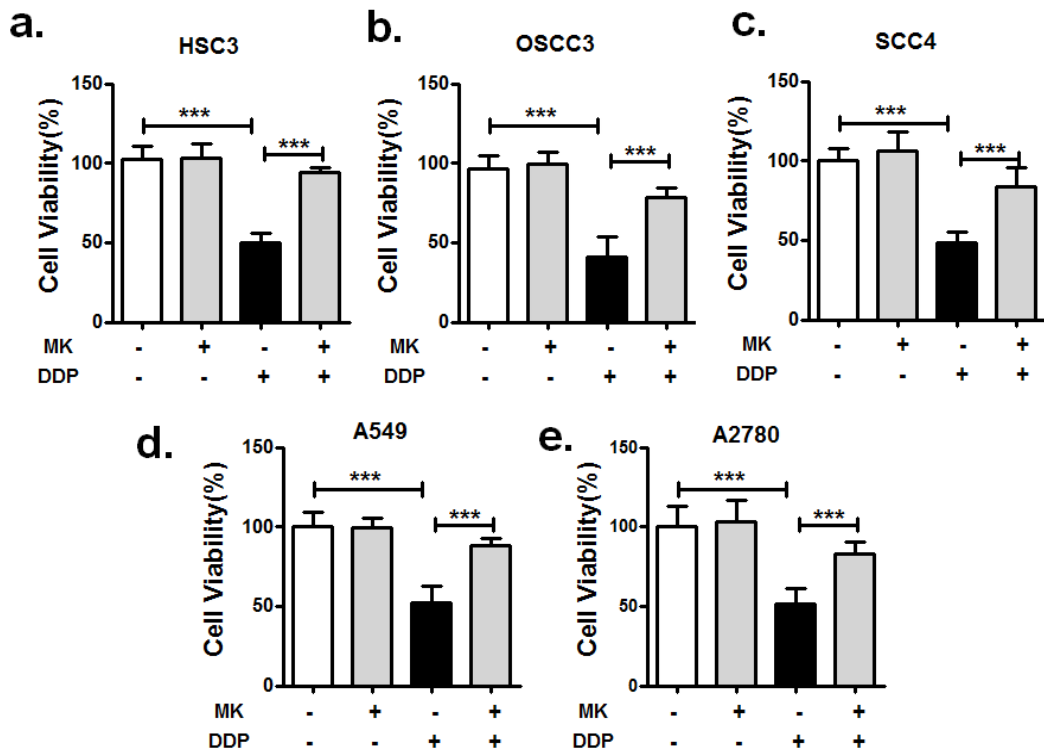 a.
HSC3
Cell Viability(%)
150
100
50
0
***
***
MK - + - +
DDP - - + +
b.
OSCC3
Cell Viability(%)
150
100
50
0
***
***
MK - + - +
DDP - - + +
c.
SCC4
Cell Viability(%)
150
100
50
0
***
***
MK - + - +
DDP - - + +
d.
A549
Cell Viability(%)
150
100
50
0
***
***
MK - + - +
DDP - - + +
e.
A2780
Cell Viability(%)
150
100
50
0
***
***
MK - + - +
DDP - - + +